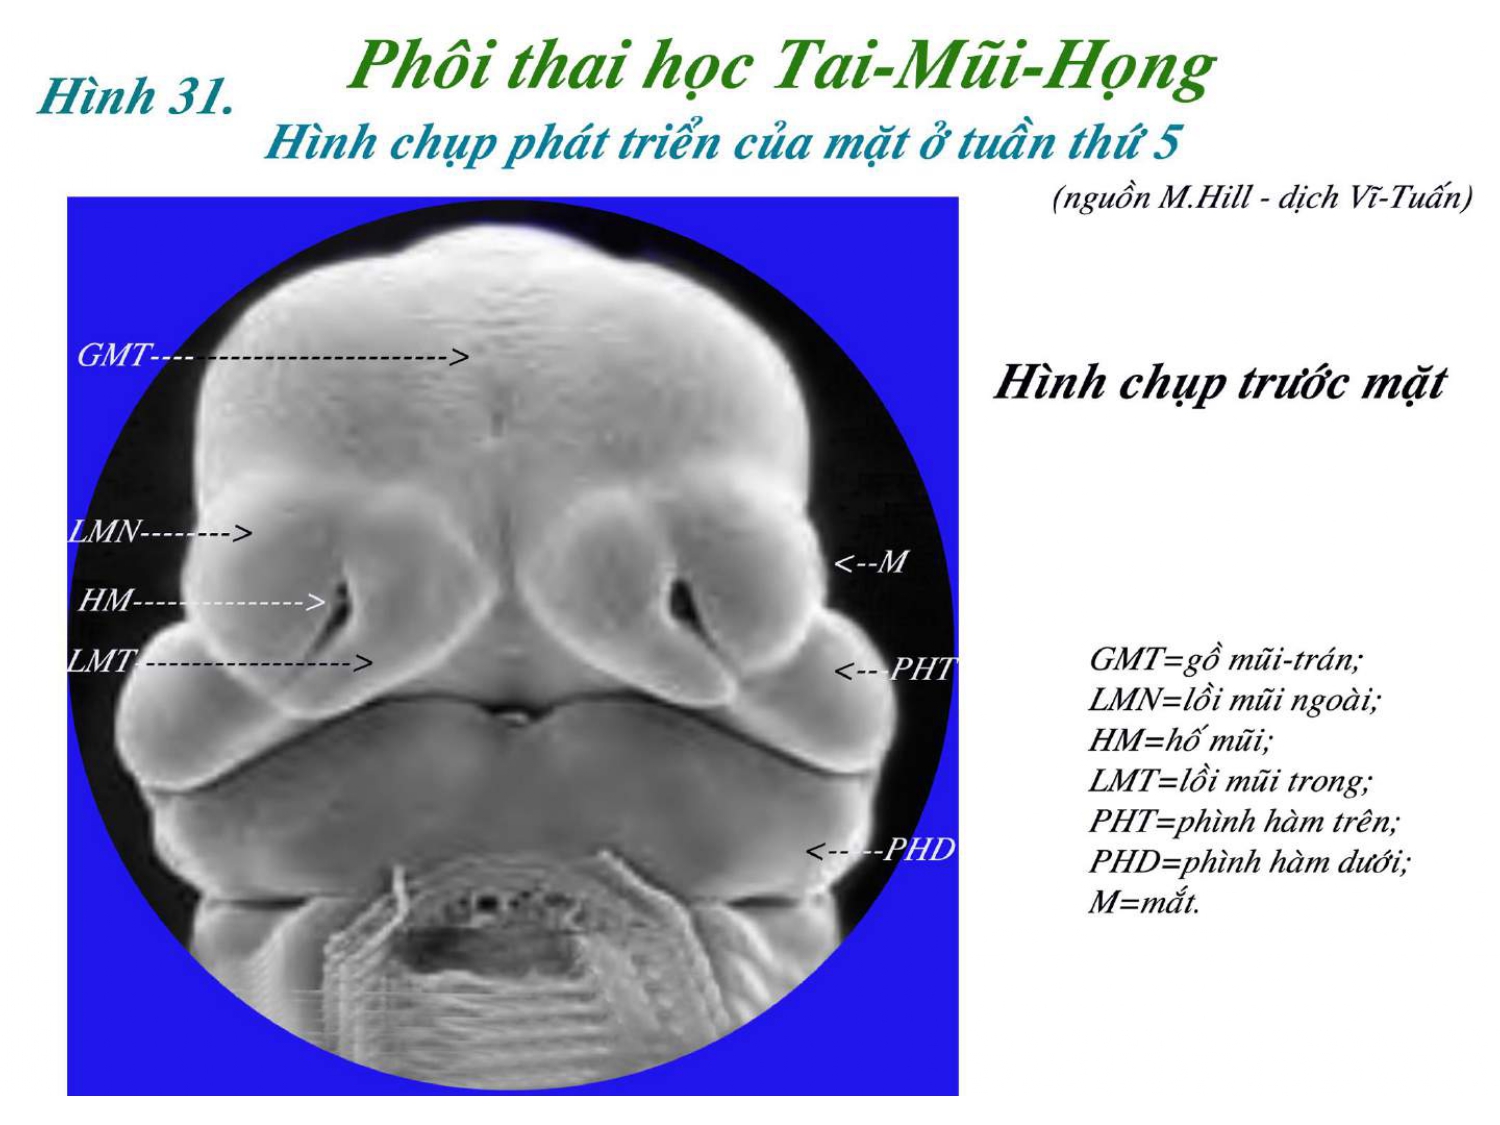 Phôi thai học Tai-Mũi-Họng
Hình 31.
Hình chụp phát triển của mặt ở tuần thứ 5
(nguồn M.Hill - dịch Vĩ-Tuấn)
GMT------------------------->
Hình chụp trước mặt
LMN-------->
<--M
HM--------------->
LMT------------------->
<---PHT
GMT=gồ mũi-trán;
LMN=lồi mũi ngoài;
HM=hố mũi;
LMT=lồi mũi trong;
PHT=phình hàm trên;
<-----PHD
PHD=phình hàm dưới;
M=mắt.